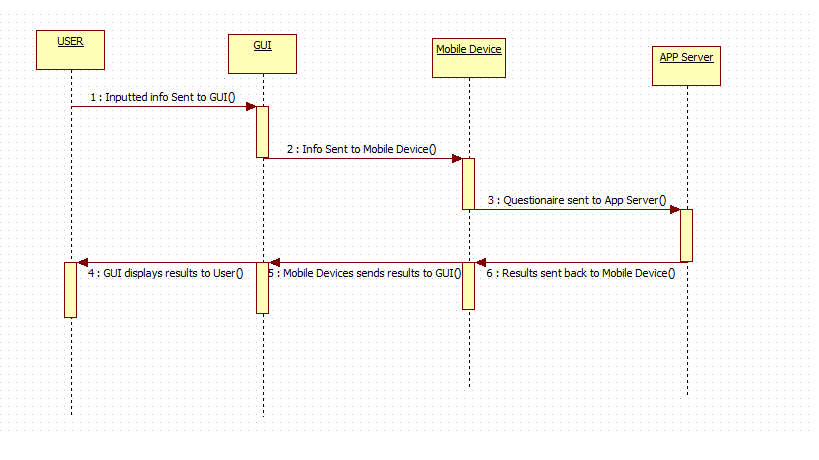 USER
GUI
Mobile Device
APP Server
1 : Inputted info Sent to GUI()
2 : Info Sent to Mobile Device()
3 : Questionaire sent to App Server()
4 : GUI displays results to User()
5 : Mobile Devices sends results to GUI()
6 : Results sent back to Mobile Device()